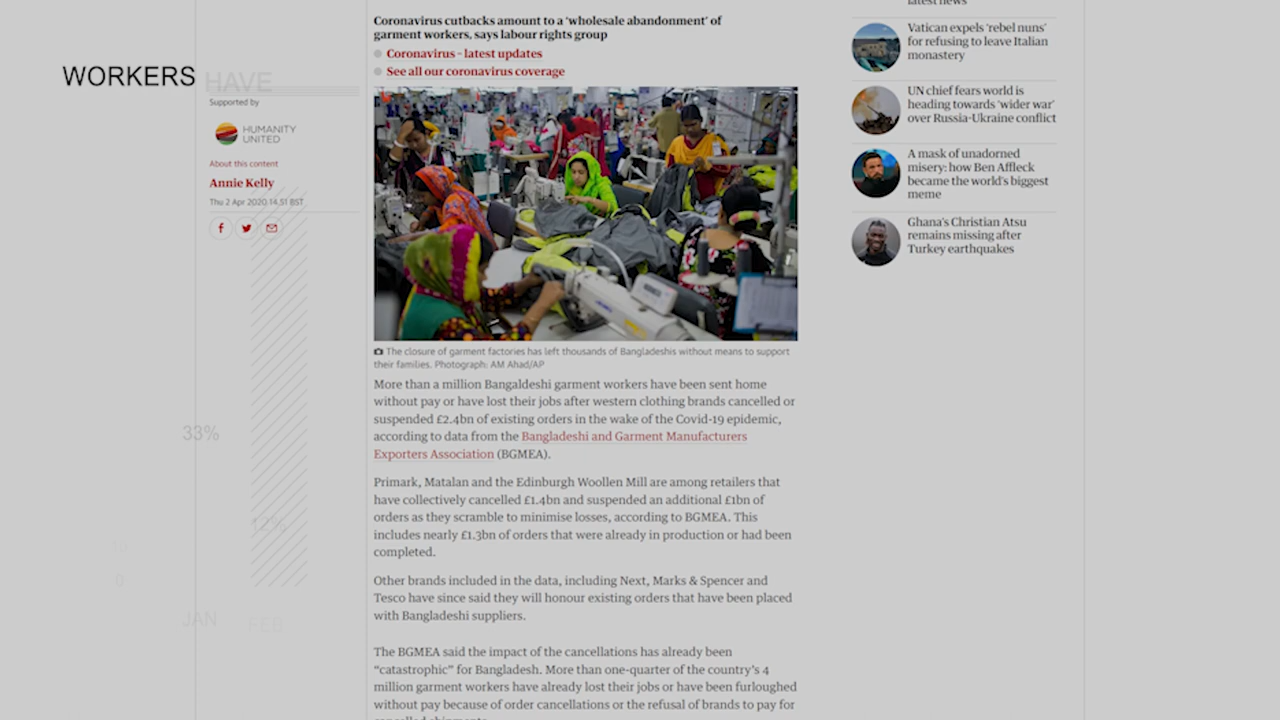 WORKERS HAVE
Supported by
HUMANITY
UNITED
About this content
Annie Kelly
Thu 2 Apr 2020 14.51 BST
33%
12%
0
JAN
FEB
Coronavirus cutbacks amount to a ‘wholesale abandonment’ of
garment workers, says labour rights group
Coronavirus – latest updates
See all our coronavirus coverage
The closure of garment factories has left thousands of Bangladeshis without means to support
their families. Photograph: AM Ahad/AP
More than a million Bangaldeshi garment workers have been sent home
without pay or have lost their jobs after western clothing brands cancelled or
suspended £2.4bn of existing orders in the wake of the Covid-19 epidemic,
according to data from the Bangladeshi and Garment Manufacturers
Exporters Association (BGMEA).
Primark, Matalan and the Edinburgh Woollen Mill are among retailers that
have collectively cancelled £1.4bn and suspended an additional £1bn of
orders as they scramble to minimise losses, according to BGMEA. This
includes nearly £1.3bn of orders that were already in production or had been
completed.
Other brands included in the data, including Next, Marks & Spencer and
Tesco have since said they will honour existing orders that have been placed
with Bangladeshi suppliers.
The BGMEA said the impact of the cancellations has already been
“catastrophic” for Bangladesh. More than one-quarter of the country’s 4
million garment workers have already lost their jobs or have been furloughed
without pay because of order cancellations or the refusal of brands to pay for
cancelled shipments.
latest news
Vatican expels ‘rebel nuns’
for refusing to leave Italian
monastery
UN chief fears world is
heading towards ‘wider war’
over Russia-Ukraine conflict
A mask of unadorned
misery: how Ben Affleck
became the world’s biggest
meme
Ghana’s Christian Atsu
remains missing after
Turkey earthquakes